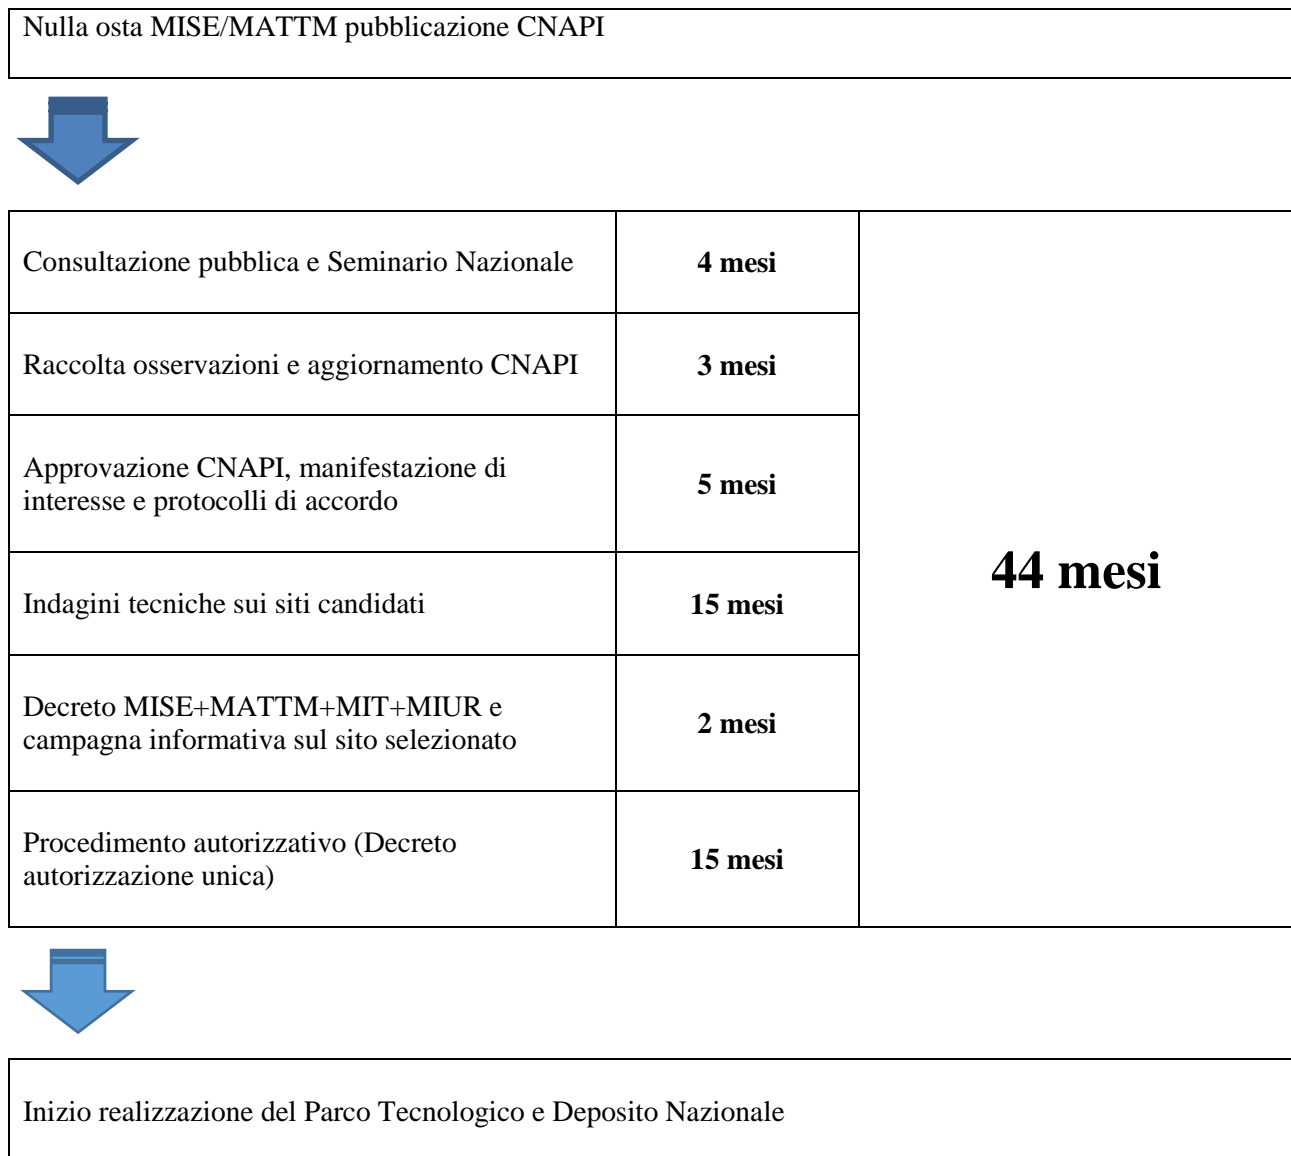 Nulla osta MISE/MATTM pubblicazione CNAPI
Consultazione pubblica e Seminario Nazionale
4 mesi
Raccolta osservazioni e aggiornamento CNAPI
3 mesi
Approvazione CNAPI, manifestazione di
interesse e protocolli di accordo
5 mesi
Indagini tecniche sui siti candidati
15 mesi
Decreto MISE+MATTM+MIT+MIUR e
campagna informativa sul sito selezionato
2 mesi
Procedimento autorizzativo (Decreto
autorizzazione unica)
15 mesi
44 mesi
Inizio realizzazione del Parco Tecnologico e Deposito Nazionale